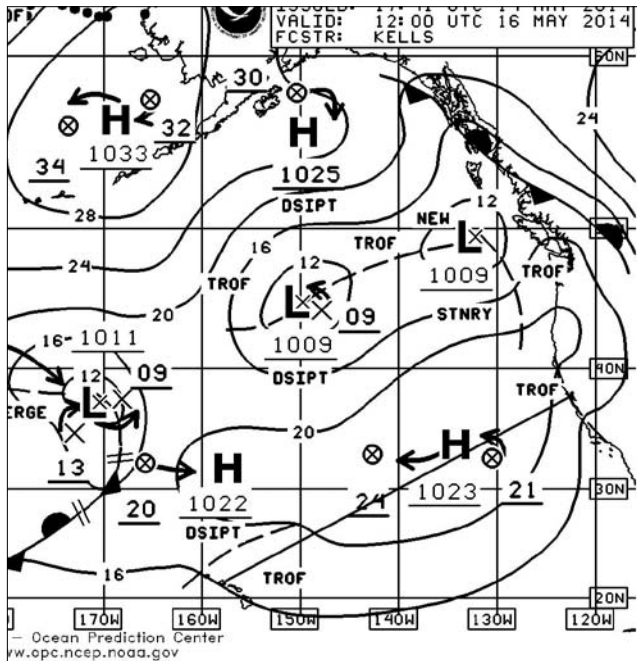 VALID: 12:00 UTC 16 MAY 2014
FCSTR: KELLS
60N
30
24
H
32
H
1033
34
1025
DSIPT
28
NEW
12
16
TROF
L
1009
TROF
24
TROF
12
L
09
20
STNRY
1009
DSIPT
16
1011
40N
12
09
L
ERGE
20
TROF
H
H
13
20
1022
24
1023
21
30N
DSIPT
16
TROF
12
20N
170W
160W
150W
140W
130W
120W
– Ocean Prediction Center
ww.opc.ncep.noaa.gov